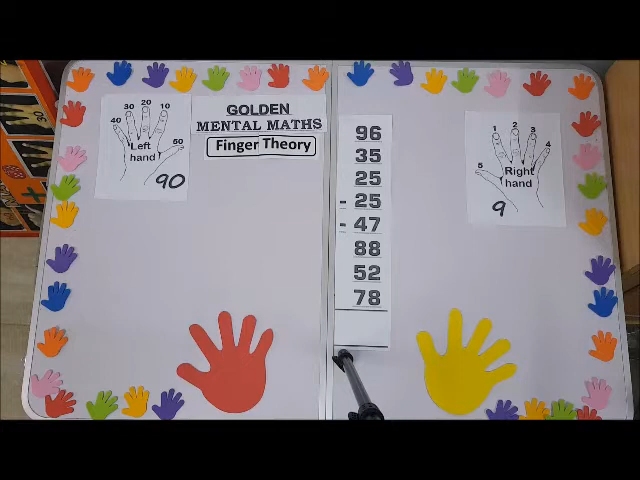 30 20 10
40
50
Left
hand
90
GOLDEN
MENTAL MATHS
Finger Theory
96
35
25
- 25
- 47
88
52
78
1 2 3
4
5
Right
hand
9